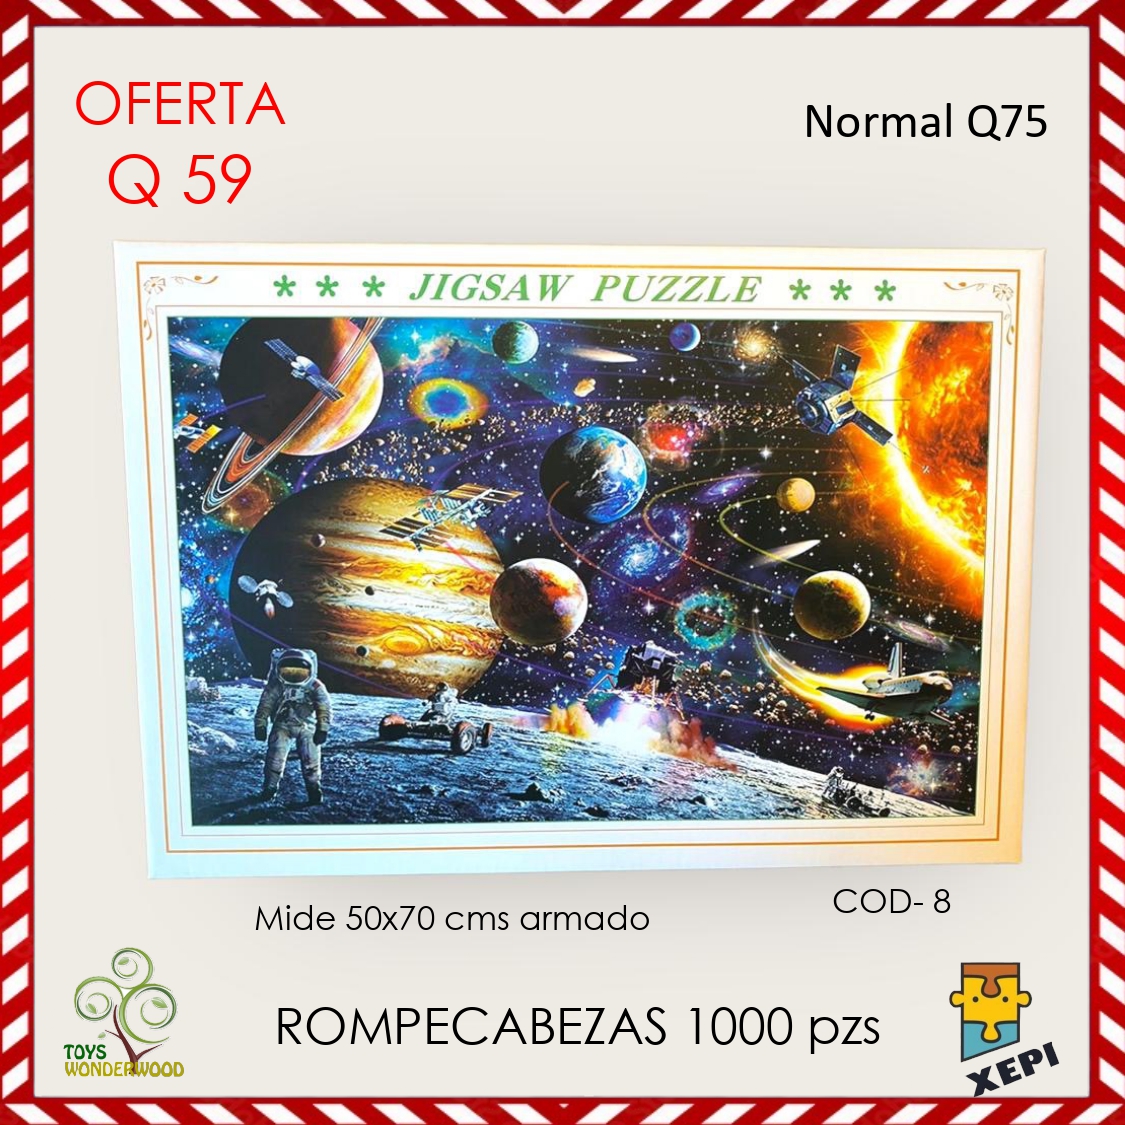 OFERTA
Q 59
Normal Q75
* * * JIGSAW PUZZLE * * *
Mide 50x70 cms armado
COD- 8
ROMPECABEZAS 1000 pzs
TOYS
WONDERWOOD
XEPI